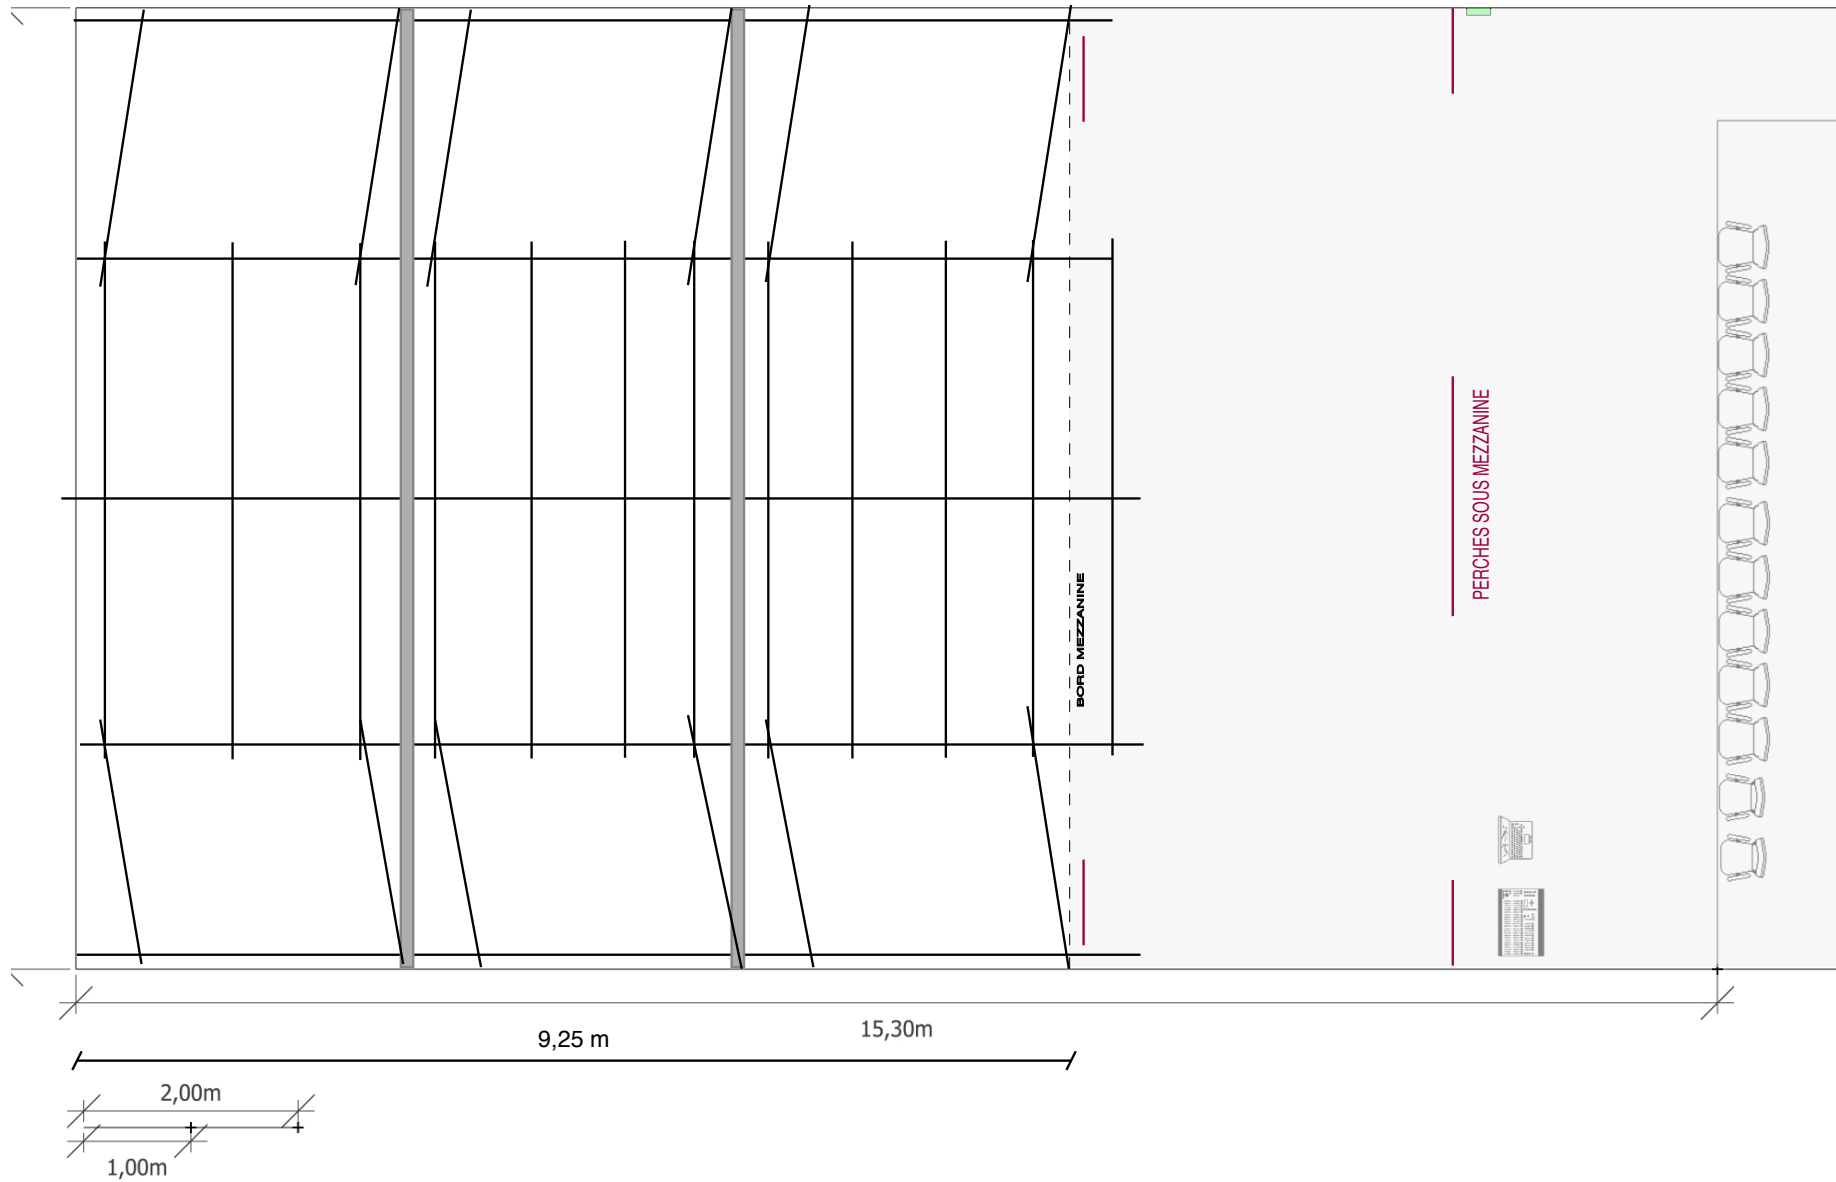 PERCHES SOUS MEZZANINE
BORD MEZZANINE
15,30m
9,25 m
2,00m
1,00m